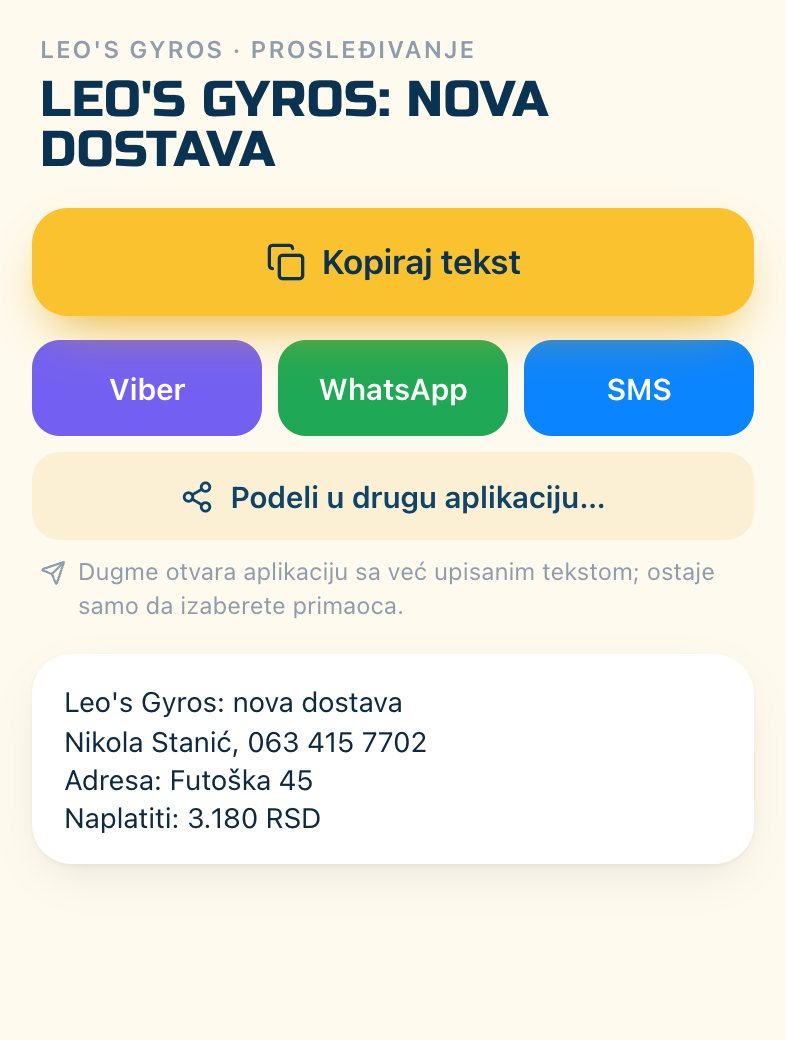 LEO'S GYROS · PROSLEĐIVANJE
LEO'S GYROS: NOVA
DOSTAVA
Kopiraj tekst
Viber
WhatsApp
SMS
Podeli u drugu aplikaciju...
Dugme otvara aplikaciju sa već upisanim tekstom; ostaje
samo da izaberete primaoca.
Leo's Gyros: nova dostava
Nikola Stanić, 063 415 7702
Adresa: Futoška 45
Naplatiti: 3.180 RSD